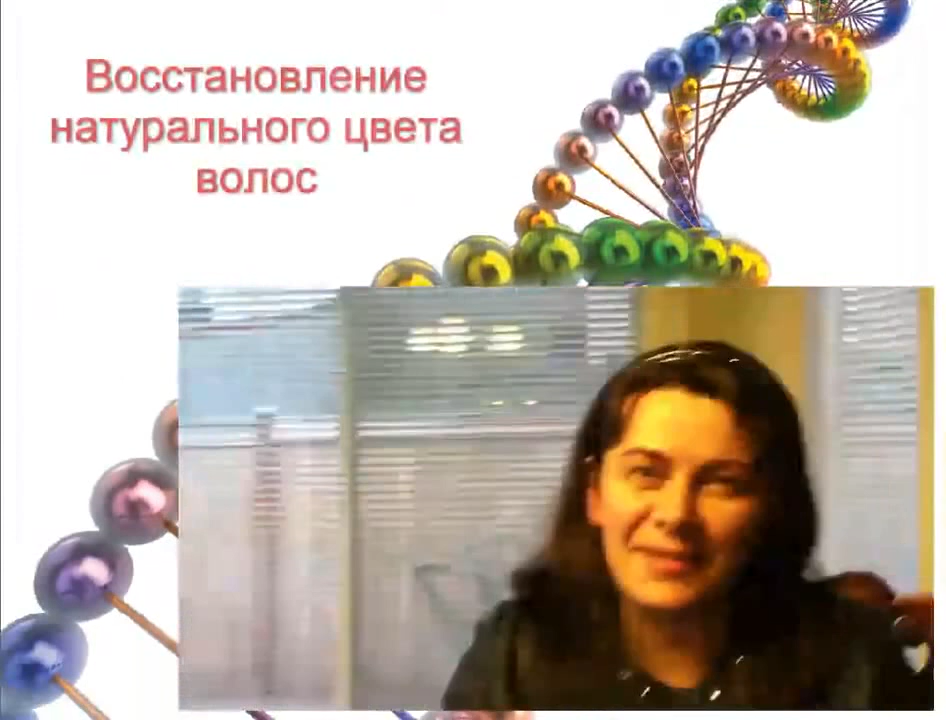 Восстановление
натурального цвета
волос